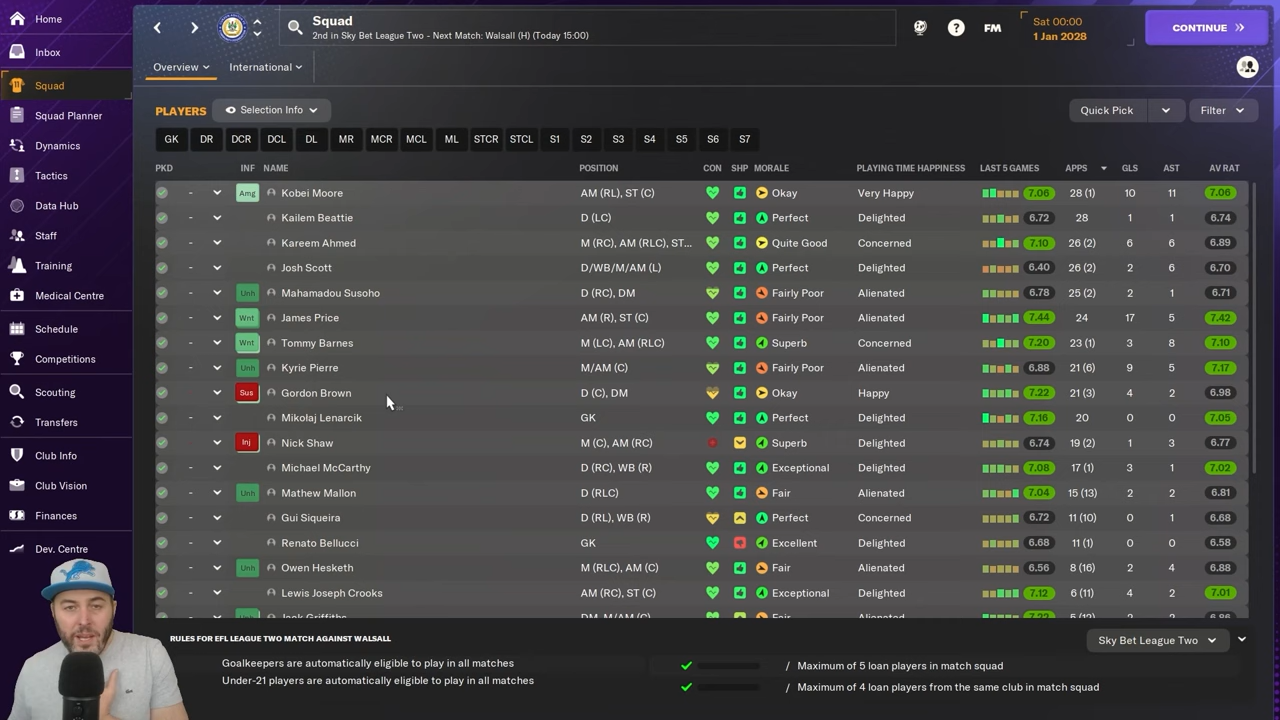 Home
Inbox
Squad
Squad Planner
Dynamics
Tactics
Data Hub
Staff
Training
Medical Centre
Schedule
Competitions
Scouting
Transfers
Club Info
Club Vision
Finances
Dev. Centre
Squad
2nd in Sky Bet League Two - Next Match: Walsall (H) (Today 15:00)
? FM
Sat 00:00
1 Jan 2028
CONTINUE
Overview International
PLAYERS Selection Info Quick Pick Filter
GK DR DCR DCL DL MR MCR MCL ML STCR STCL S1 S2 S3 S4 S5 S6 S7
PKD INF NAME POSITION CON SHP MORALE PLAYING TIME HAPPINESS LAST 5 GAMES APPS GLS AST AV RAT
- Amg Kobei Moore AM (RL), ST (C) Okay Very Happy 7.06 28 (1) 10 11 7.06
- Kailem Beattie D (LC) Perfect Delighted 6.72 28 1 1 6.74
- Kareem Ahmed M (RC), AM (RLC), ST... Quite Good Concerned 7.10 26 (2) 6 6 6.89
- Josh Scott D/WB/M/AM (L) Perfect Delighted 6.40 26 (2) 2 6 6.70
- Unh Mahamadou Susoho D (RC), DM Fairly Poor Alienated 6.78 25 (2) 2 1 6.71
- Wnt James Price AM (R), ST (C) Fairly Poor Alienated 7.44 24 17 5 7.42
- Wnt Tommy Barnes M (LC), AM (RLC) Superb Concerned 7.20 23 (1) 3 8 7.10
- Unh Kyrie Pierre M/AM (C) Fairly Poor Alienated 6.88 21 (6) 9 5 7.17
- Sus Gordon Brown D (C), DM Okay Happy 7.22 21 (3) 4 2 6.98
- Mikolaj Lenarcik GK Perfect Delighted 7.16 20 0 0 7.05
- Inj Nick Shaw M (C), AM (RC) Superb Delighted 6.74 19 (2) 1 3 6.77
- Michael McCarthy D (RC), WB (R) Exceptional Delighted 7.08 17 (1) 3 1 7.02
- Unh Mathew Mallon D (RLC) Fair Alienated 7.04 15 (13) 2 2 6.81
- Gui Siqueira D (RL), WB (R) Perfect Concerned 6.72 11 (10) 0 1 6.68
- Renato Bellucci GK Excellent Delighted 6.68 11 (1) 0 0 6.58
- Unh Owen Hesketh M (RLC), AM (C) Fair Alienated 6.56 8 (16) 2 4 6.88
- Lewis Joseph Crooks AM (RC), ST (C) Exceptional Delighted 7.12 6 (11) 4 2 7.01
Jack Griffiths DM, M/AM (C) Fair Alienated
RULES FOR EFL LEAGUE TWO MATCH AGAINST WALSALL Sky Bet League Two
Goalkeepers are automatically eligible to play in all matches
Under-21 players are automatically eligible to play in all matches
/ Maximum of 5 loan players in match squad
/ Maximum of 4 loan players from the same club in match squad